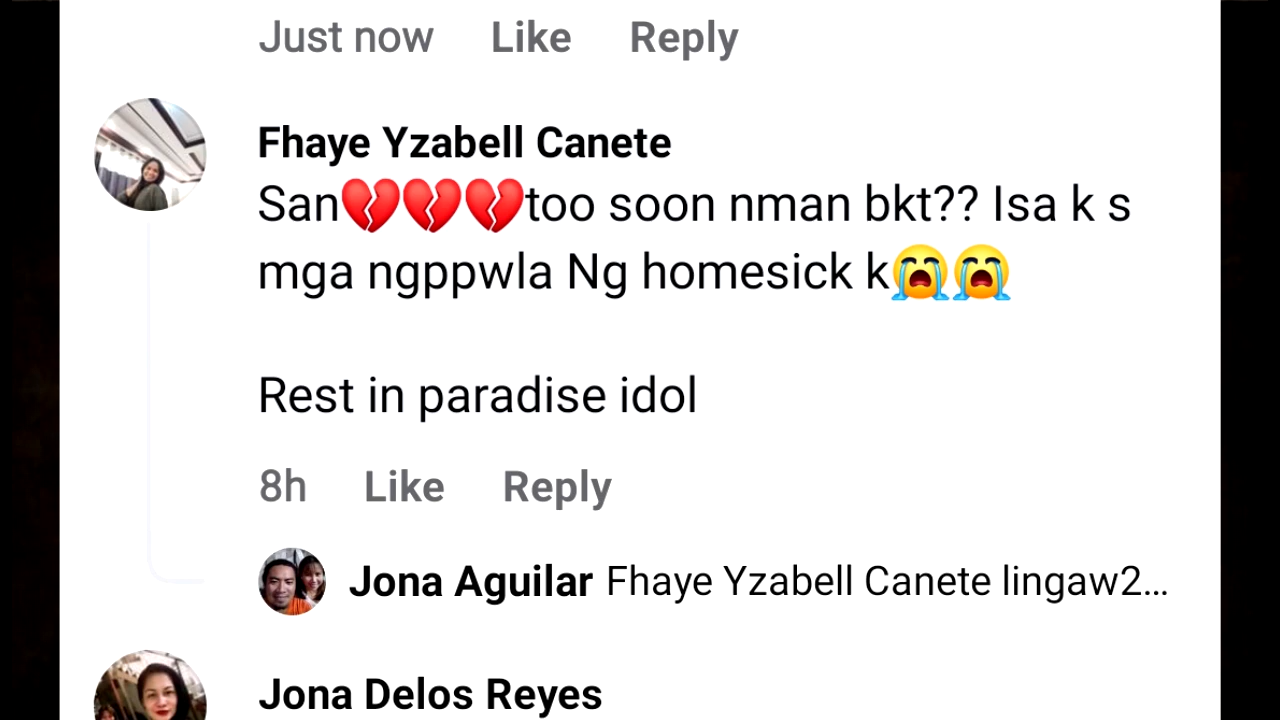 Just now Like Reply
Fhaye Yzabell Canete
San💔💔💔too soon nman bkt?? Isa k s
mga ngppwla Ng homesick k😭😭
Rest in paradise idol
8h Like Reply
Jona Aguilar Fhaye Yzabell Canete lingaw2...
Jona Delos Reyes